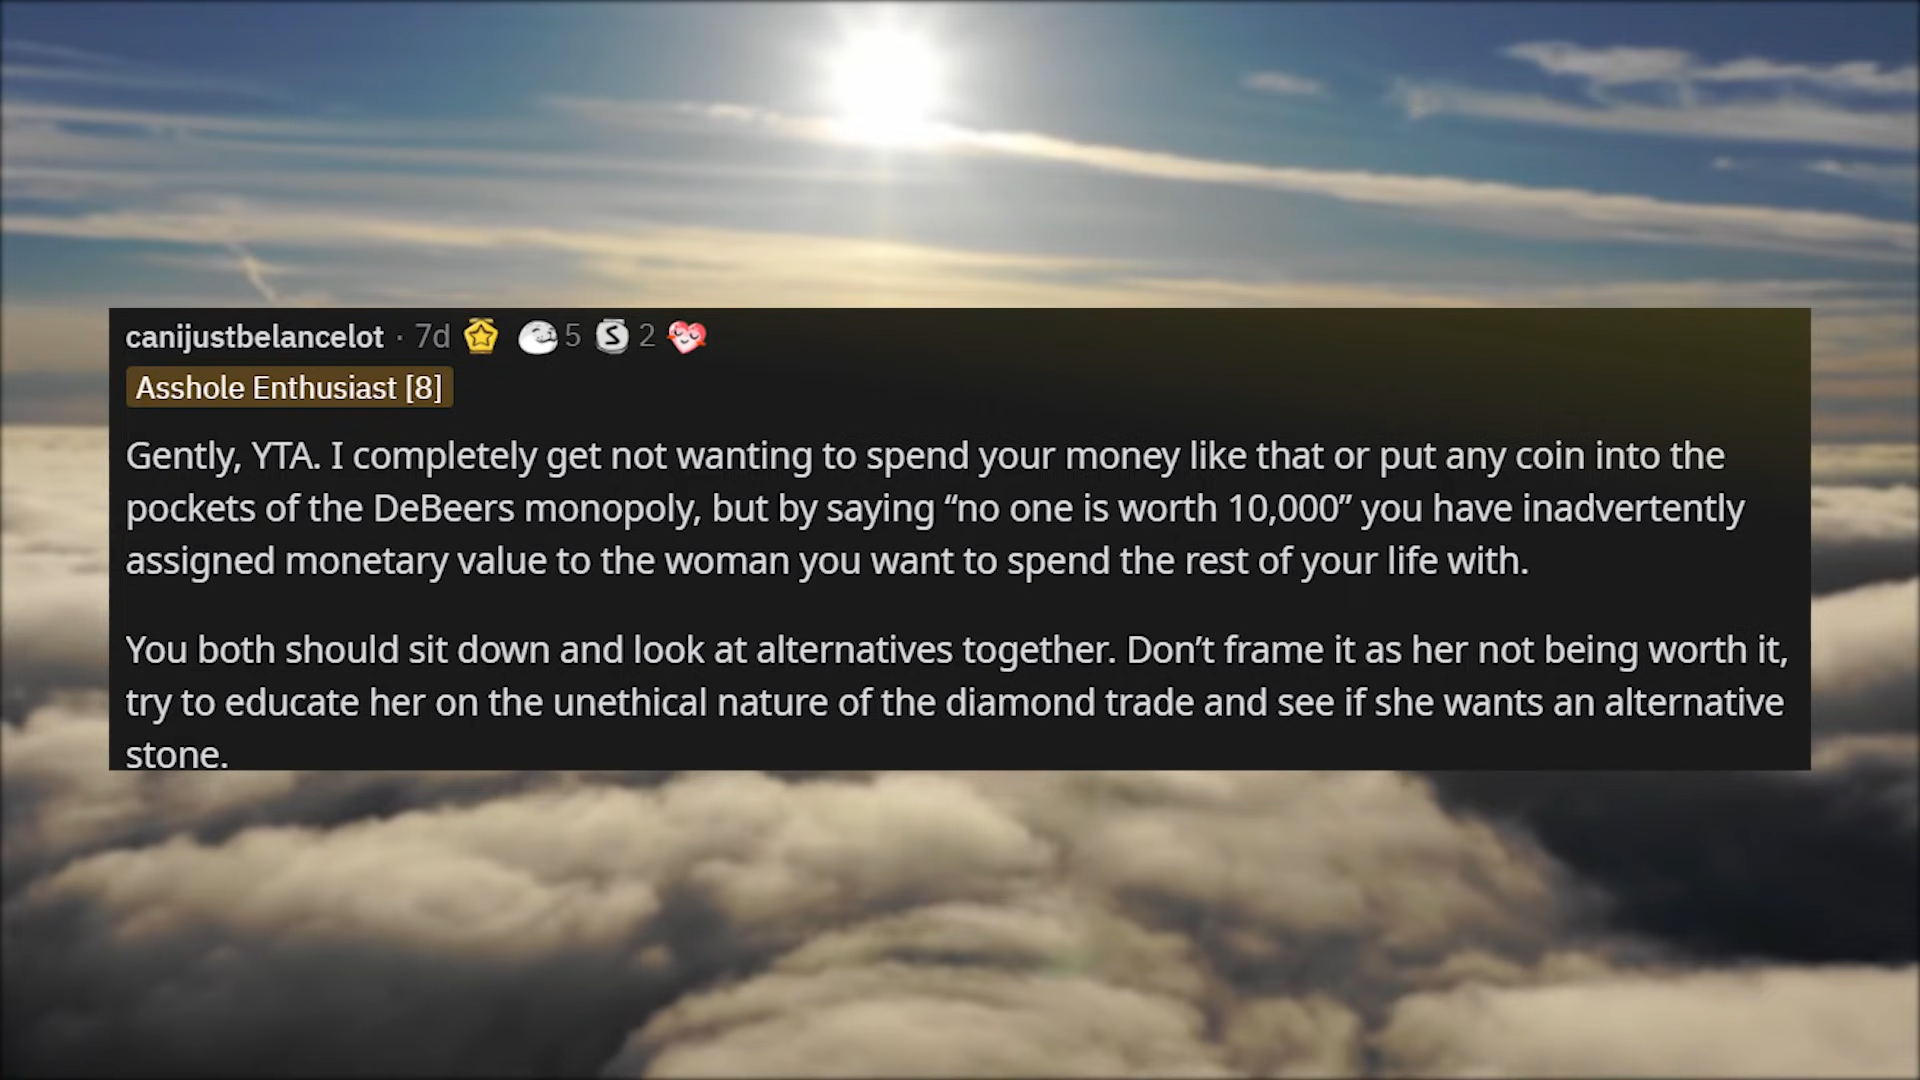 canijustbelancelot · 7d 5 S 2
Asshole Enthusiast [8]
Gently, YTA. I completely get not wanting to spend your money like that or put any coin into the
pockets of the DeBeers monopoly, but by saying “no one is worth 10,000” you have inadvertently
assigned monetary value to the woman you want to spend the rest of your life with.
You both should sit down and look at alternatives together. Don’t frame it as her not being worth it,
try to educate her on the unethical nature of the diamond trade and see if she wants an alternative
stone.